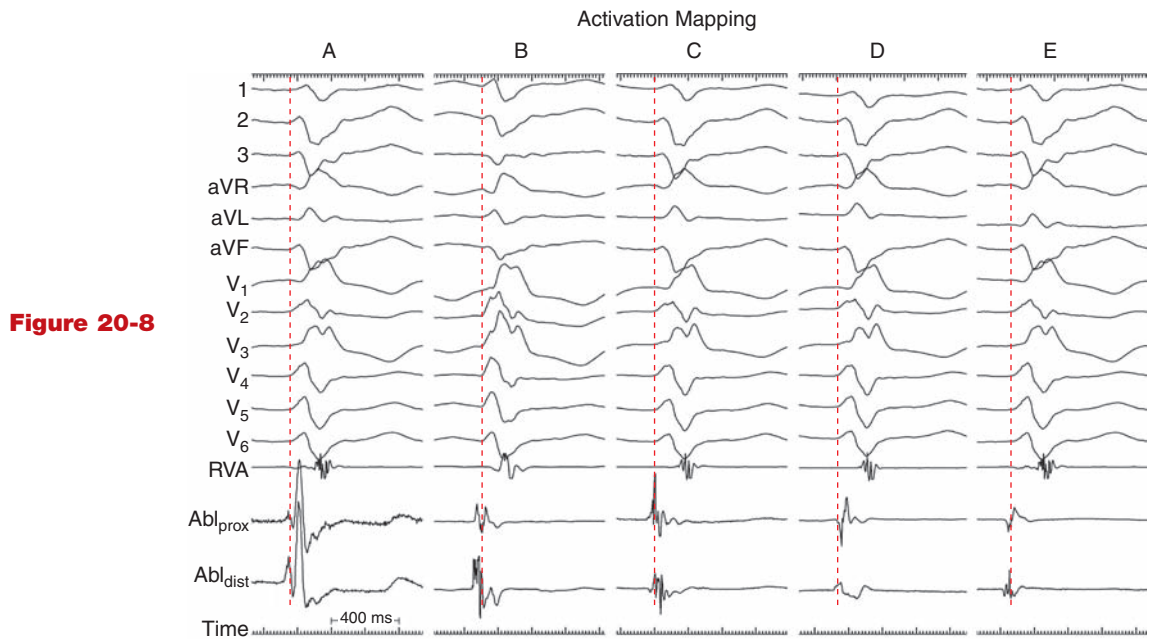 Activation Mapping
A B C D E
1
2
3
aVR
aVL
aVF
V1
V2
V3
V4
V5
V6
RVA
Ablprox
Abldist
400 ms
Time
Figure 20-8